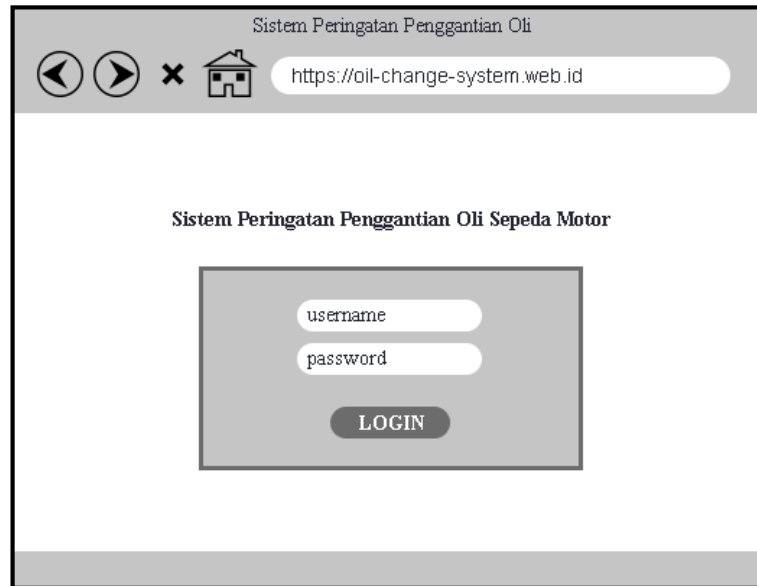 Sistem Peringatan Penggantian Oli
https://oil-change-system.web.id
Sistem Peringatan Penggantian Oli Sepeda Motor
username
password
LOGIN